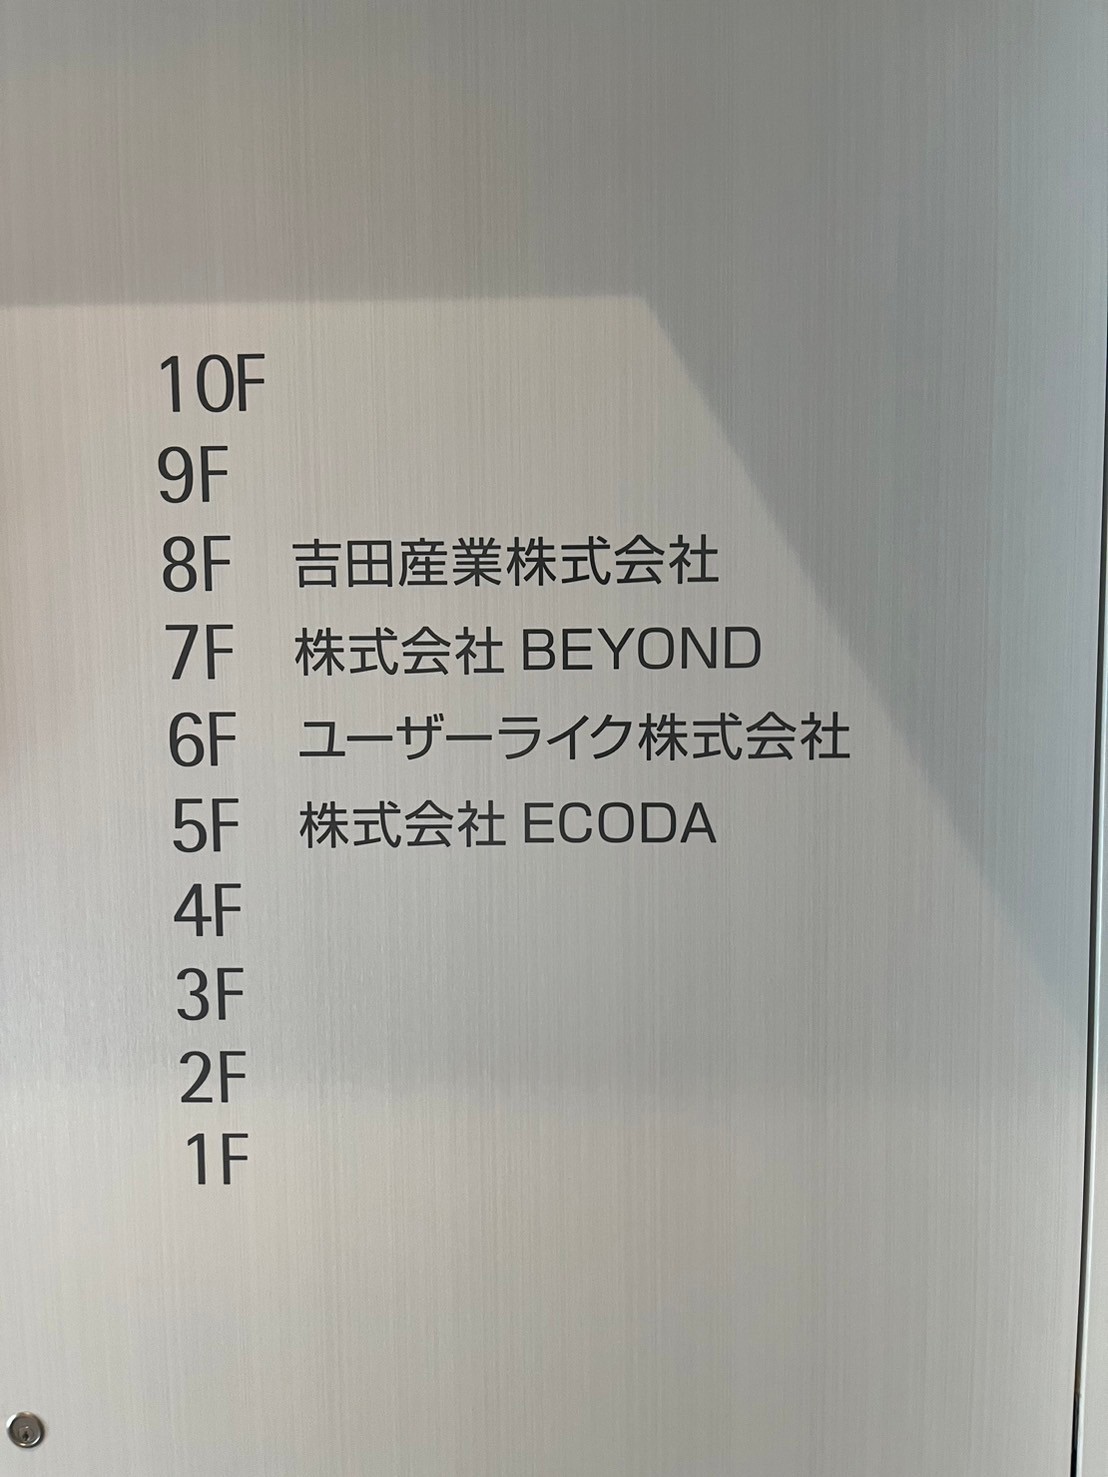 10F
9F
8F 吉田産業株式会社
7F 株式会社 BEYOND
6F ユーザーライク株式会社
5F 株式会社 ECODA
4F
3F
2F
1F